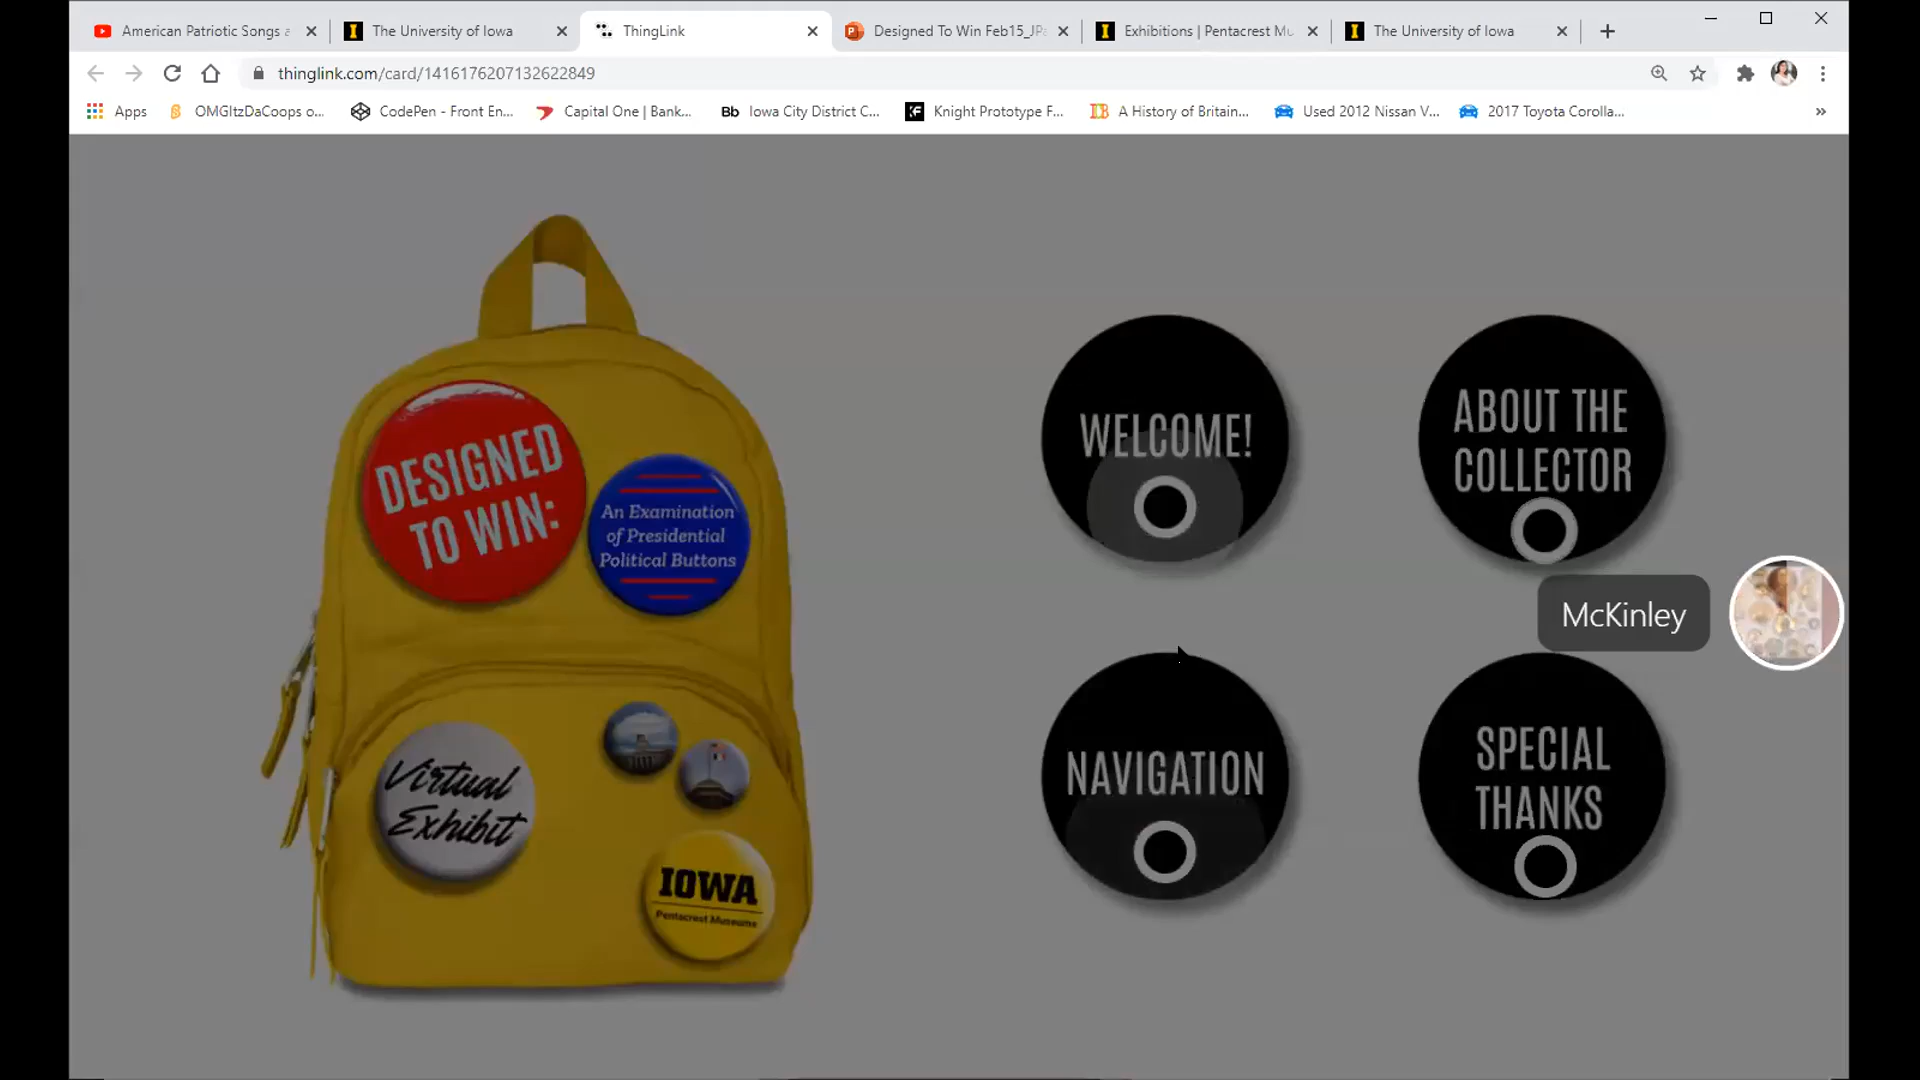 American Patriotic Songs a
The University of Iowa
ThingLink
Designed To Win Feb15_JPa
Exhibitions | Pentacrest Mu
The University of Iowa
thinglink.com/card/1416176207132622849
Apps
OMGItzDaCoops o...
CodePen - Front En...
Capital One | Bank...
Bb
Iowa City District C...
Knight Prototype F...
A History of Britain...
Used 2012 Nissan V...
2017 Toyota Corolla...
»
DESIGNED
TO WIN:
An Examination
of Presidential
Political Buttons
Virtual
Exhibit
IOWA
Pentacrest Museums
WELCOME!
ABOUT THE
COLLECTOR
McKinley
NAVIGATION
SPECIAL
THANKS